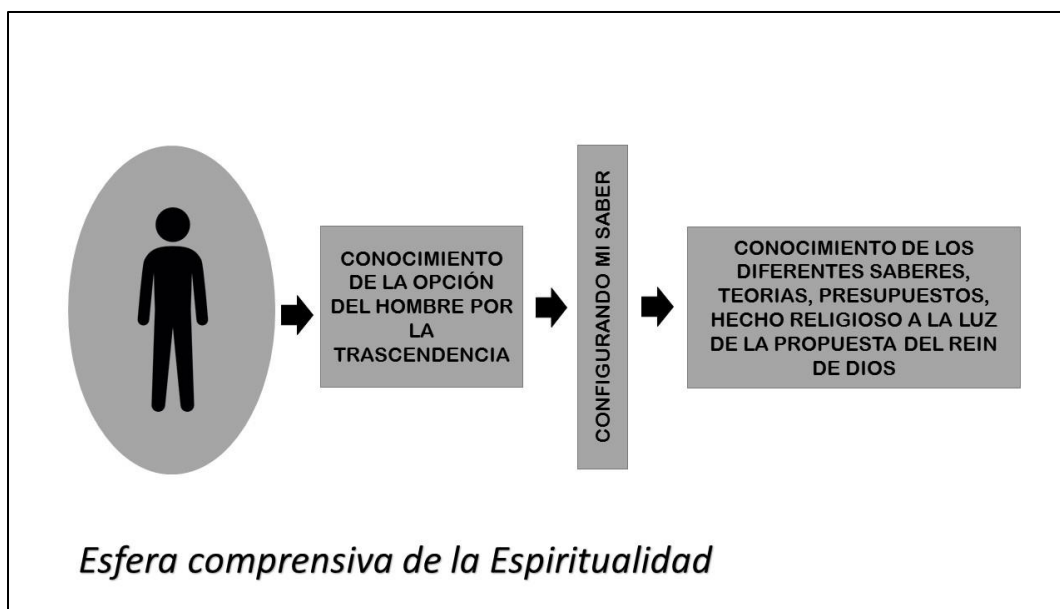 CONOCIMIENTO
DE LA OPCIÓN
DEL HOMBRE POR
LA
TRASCENDENCIA
CONFIGURANDO MI SABER
CONOCIMIENTO DE LOS
DIFERENTES SABERES,
TEORIAS, PRESUPUESTOS,
HECHO RELIGIOSO A LA LUZ
DE LA PROPUESTA DEL REIN
DE DIOS
Esfera comprensiva de la Espiritualidad